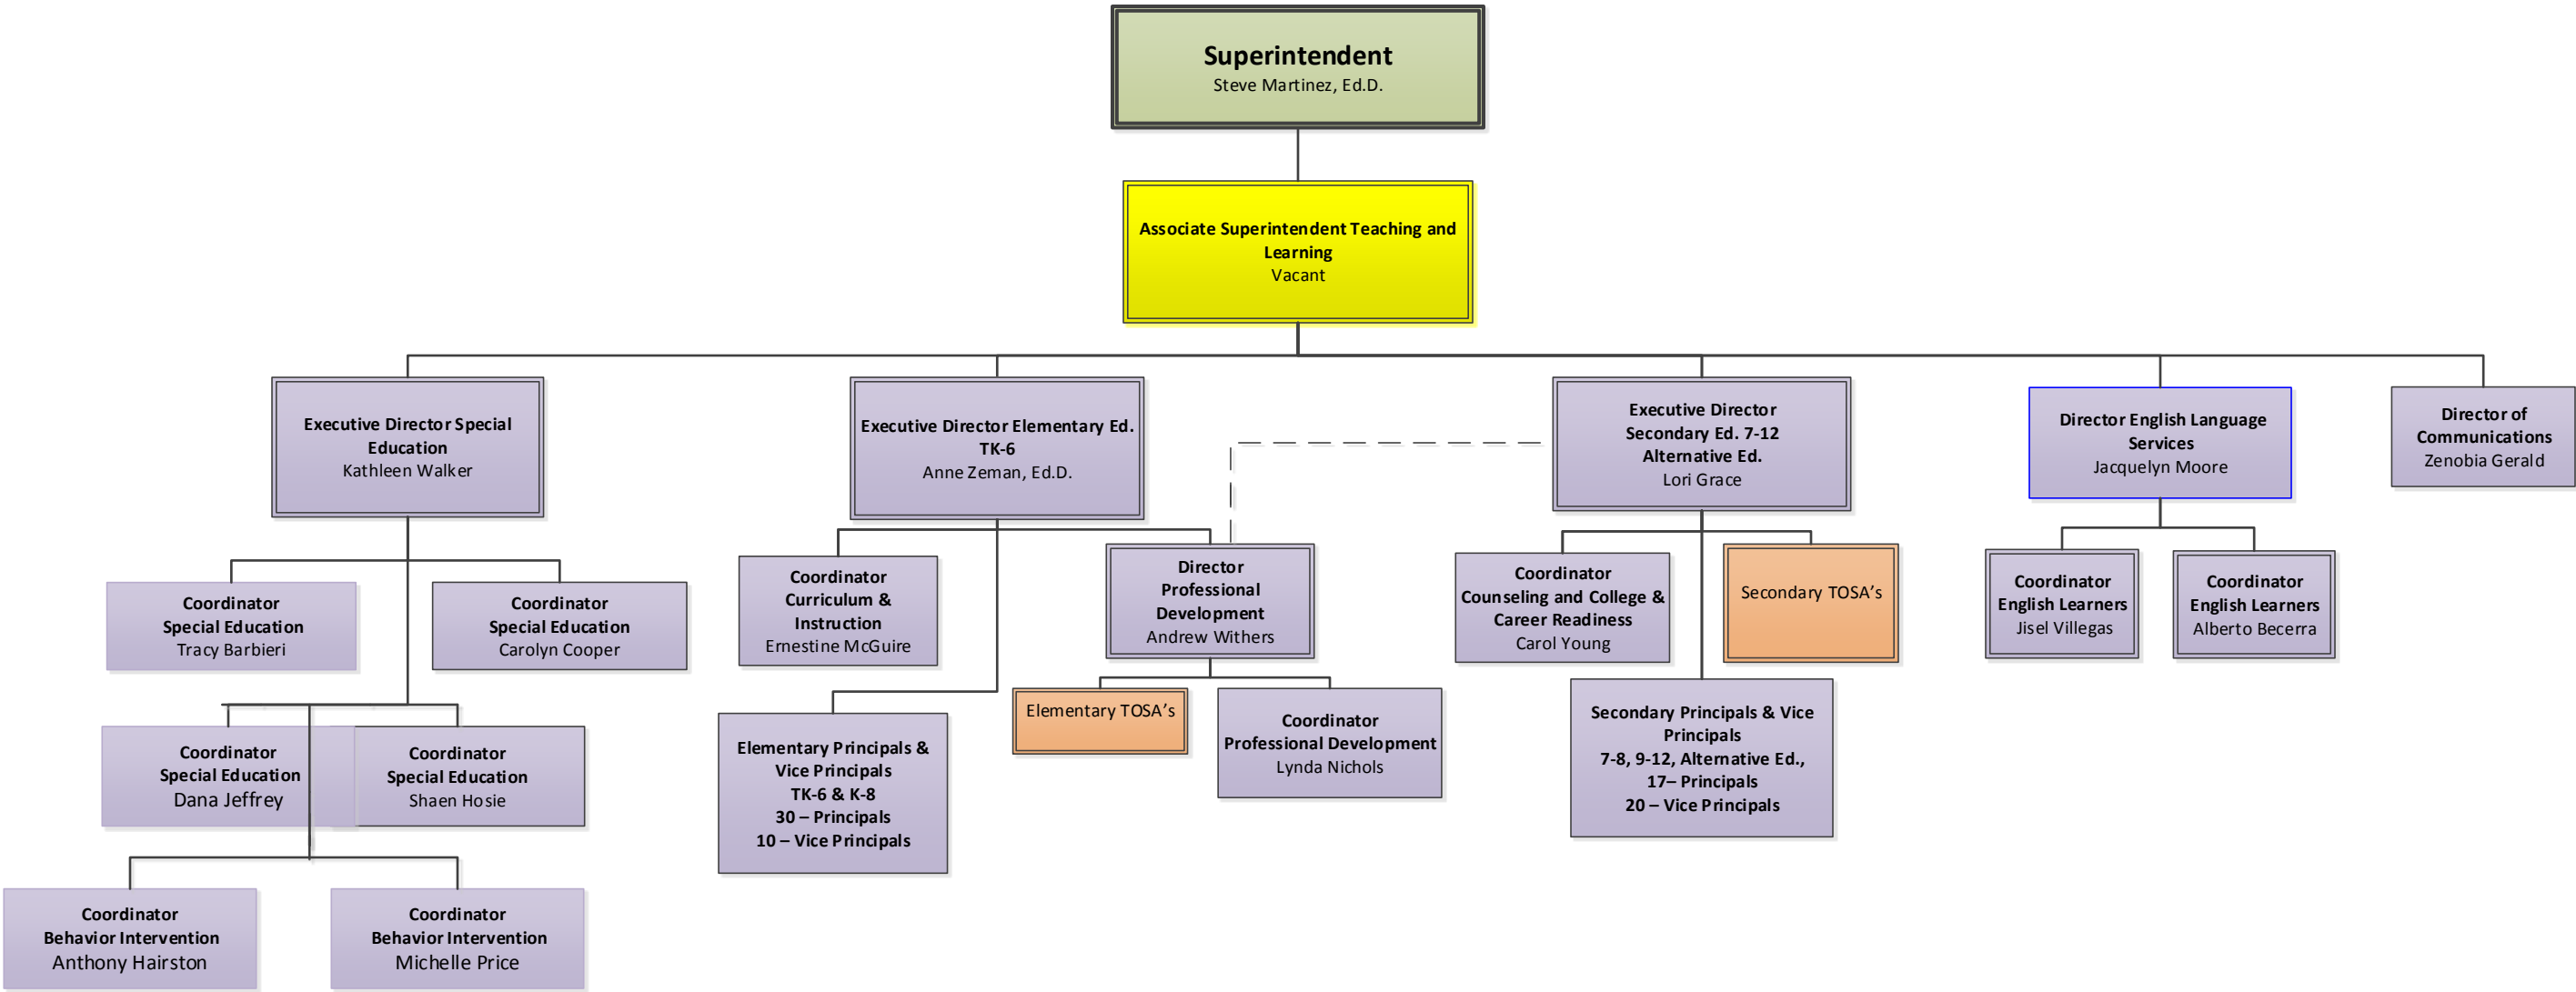 Superintendent
Steve Martinez, Ed.D.
Associate Superintendent Teaching and
Learning
Vacant
Executive Director Special
Education
Kathleen Walker
Executive Director Elementary Ed.
TK-6
Anne Zeman, Ed.D.
Executive Director
Secondary Ed. 7-12
Alternative Ed.
Lori Grace
Director English Language
Services
Jacquelyn Moore
Director of
Communications
Zenobia Gerald
Coordinator
Special Education
Tracy Barbieri
Coordinator
Special Education
Carolyn Cooper
Coordinator
Curriculum &
Instruction
Ernestine McGuire
Director
Professional
Development
Andrew Withers
Coordinator
Counseling and College &
Career Readiness
Carol Young
Secondary TOSA’s
Coordinator
English Learners
Jisel Villegas
Coordinator
English Learners
Alberto Becerra
Coordinator
Special Education
Dana Jeffrey
Coordinator
Special Education
Shaen Hosie
Elementary Principals &
Vice Principals
TK-6 & K-8
30 – Principals
10 – Vice Principals
Elementary TOSA’s
Coordinator
Professional Development
Lynda Nichols
Secondary Principals & Vice
Principals
7-8, 9-12, Alternative Ed.,
17– Principals
20 – Vice Principals
Coordinator
Behavior Intervention
Anthony Hairston
Coordinator
Behavior Intervention
Michelle Price